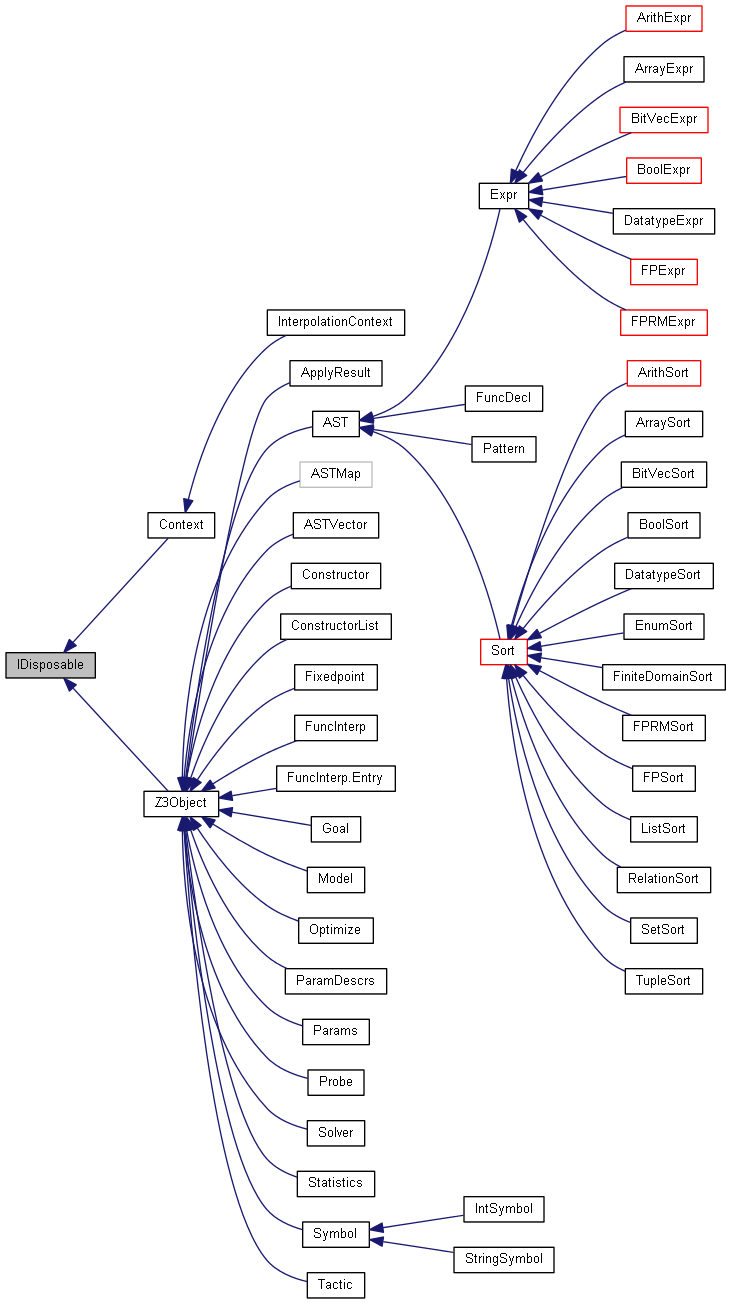 ArithExpr
ArrayExpr
BitVecExpr
BoolExpr
Expr
DatatypeExpr
FPExpr
FPRMExpr
InterpolationContext
ApplyResult
ArithSort
FuncDecl
AST
ArraySort
Pattern
ASTMap
BitVecSort
Context
ASTVector
BoolSort
Constructor
DatatypeSort
ConstructorList
EnumSort
Sort
IDisposable
Fixedpoint
FiniteDomainSort
FuncInterp
FPRMSort
FuncInterp.Entry
FPSort
Z3Object
Goal
ListSort
Model
RelationSort
Optimize
SetSort
ParamDescrs
TupleSort
Params
Probe
Solver
Statistics
IntSymbol
Symbol
StringSymbol
Tactic